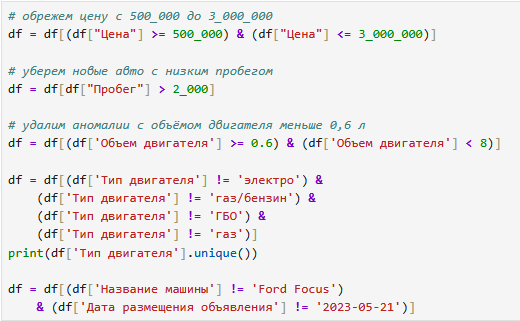 # обрежем цену с 500_000 до 3_000_000
df = df[(df["Цена"] >= 500_000) & (df["Цена"] <= 3_000_000)]
# уберем новые авто с низким пробегом
df = df[df["Пробег"] > 2_000]
# удалим аномалии с объёмом двигателя меньше 0,6 л
df = df[(df['Объем двигателя'] >= 0.6) & (df['Объем двигателя'] < 8)]
df = df[(df['Тип двигателя'] != 'электро') &
(df['Тип двигателя'] != 'газ/бензин') &
(df['Тип двигателя'] != 'ГБО') &
(df['Тип двигателя'] != 'газ')]
print(df['Тип двигателя'].unique())
df = df[(df['Название машины'] != 'Ford Focus')
& (df['Дата размещения объявления'] != '2023-05-21')]